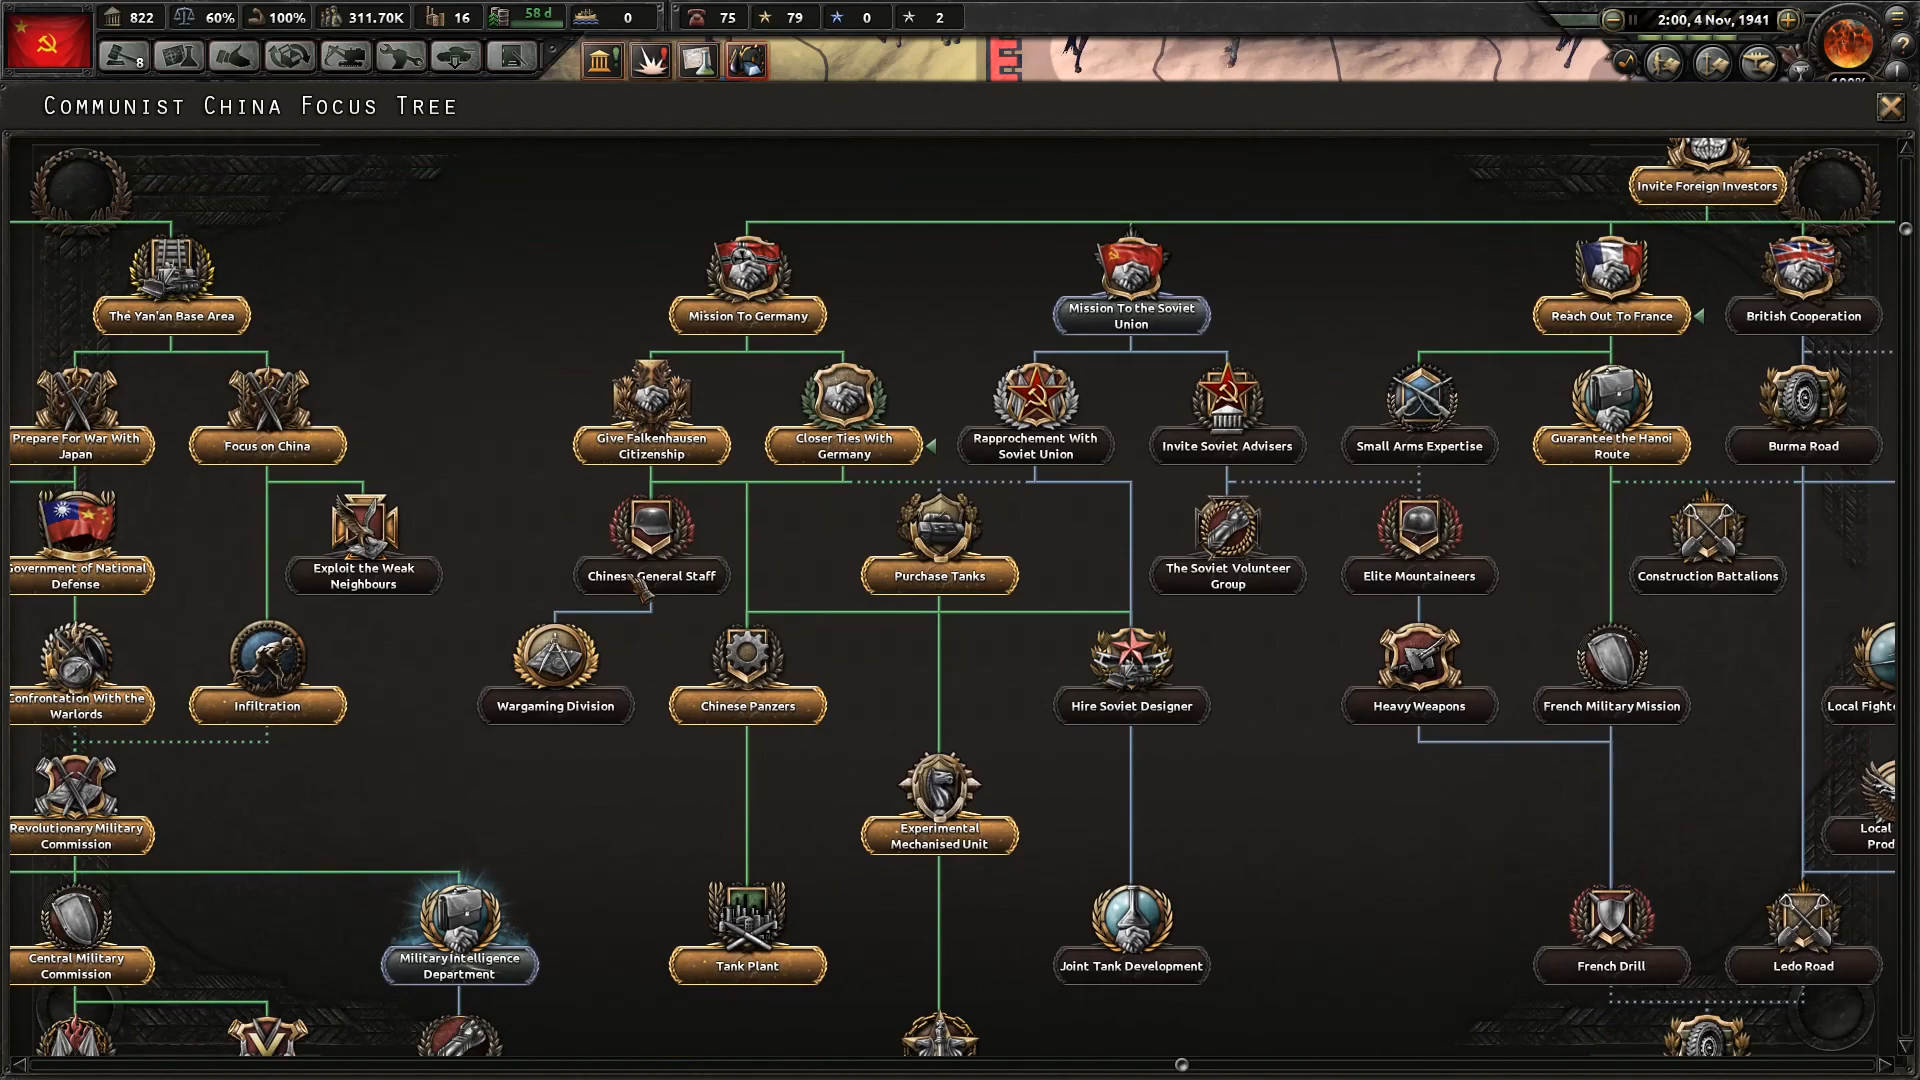 822
60%
100%
311.70K
16
58 d
0
75
79
0
2
2:00, 4 Nov, 1941
8
100%
Communist China Focus Tree
Invite Foreign Investors
The Yan'an Base Area
Mission To Germany
Mission To the Soviet
Union
Reach Out To France
British Cooperation
Prepare For War With
Japan
Focus on China
Give Falkenhausen
Citizenship
Closer Ties With
Germany
Rapprochement With
Soviet Union
Invite Soviet Advisers
Small Arms Expertise
Guarantee the Hanoi
Route
Burma Road
Government of National
Defense
Exploit the Weak
Neighbours
Chinese General Staff
Purchase Tanks
The Soviet Volunteer
Group
Elite Mountaineers
Construction Battalions
Confrontation With the
Warlords
Infiltration
Wargaming Division
Chinese Panzers
Hire Soviet Designer
Heavy Weapons
French Military Mission
Local Fighte
Revolutionary Military
Commission
Experimental
Mechanised Unit
Local
Prod
Central Military
Commission
Military Intelligence
Department
Tank Plant
Joint Tank Development
French Drill
Ledo Road